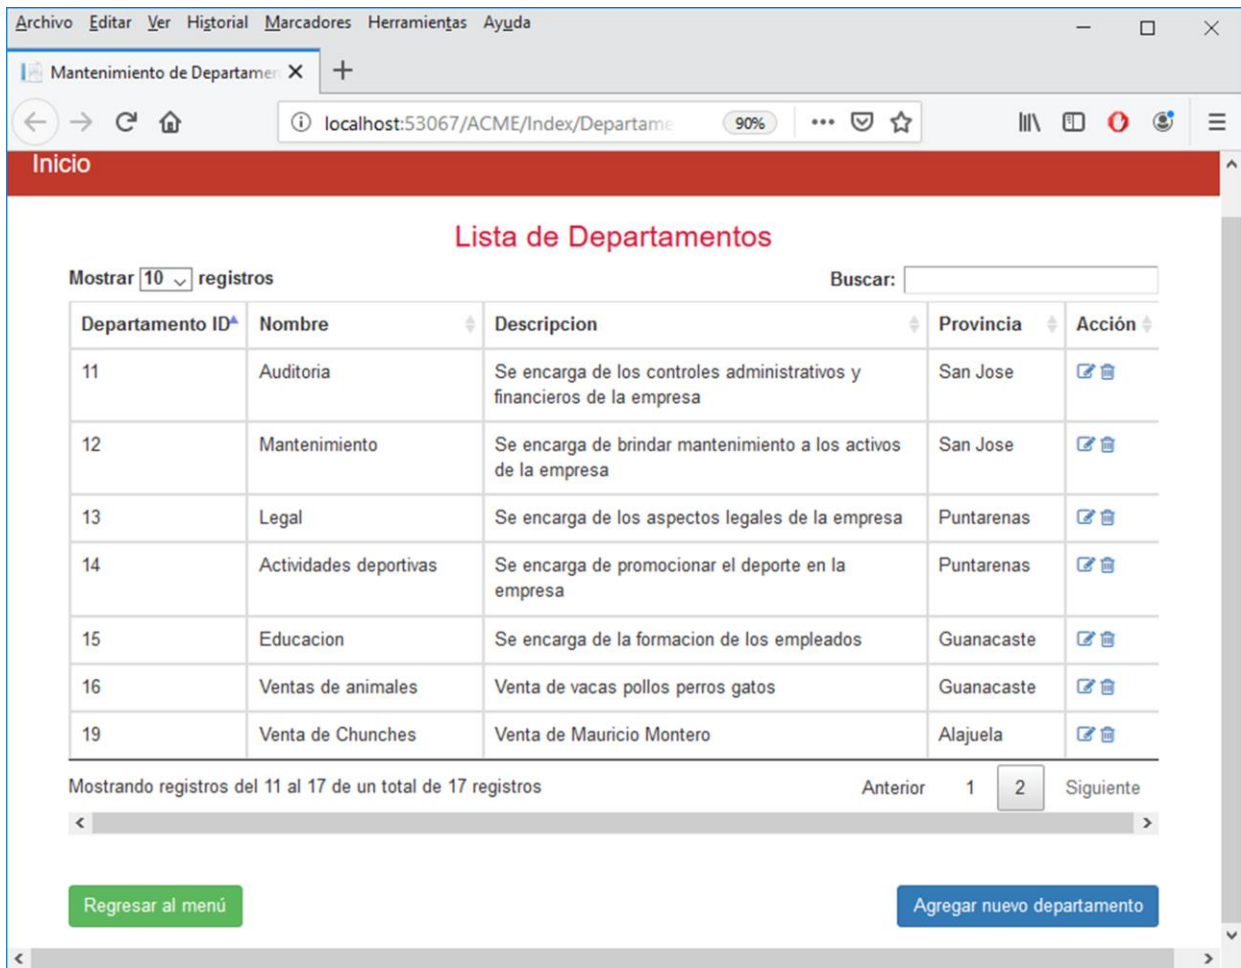 Archivo Editar Ver Historial Marcadores Herramientas Ayuda
Mantenimiento de Departamen
localhost:53067/ACME/Index/Departame 90%
Inicio
Lista de Departamentos
Mostrar 10 registros Buscar:
Departamento ID Nombre Descripcion Provincia Acción
11 Auditoria Se encarga de los controles administrativos y San Jose
financieros de la empresa
12 Mantenimiento Se encarga de brindar mantenimiento a los activos San Jose
de la empresa
13 Legal Se encarga de los aspectos legales de la empresa Puntarenas
14 Actividades deportivas Se encarga de promocionar el deporte en la Puntarenas
empresa
15 Educacion Se encarga de la formacion de los empleados Guanacaste
16 Ventas de animales Venta de vacas pollos perros gatos Guanacaste
19 Venta de Chunches Venta de Mauricio Montero Alajuela
Mostrando registros del 11 al 17 de un total de 17 registros Anterior 1 2 Siguiente
Regresar al menú Agregar nuevo departamento